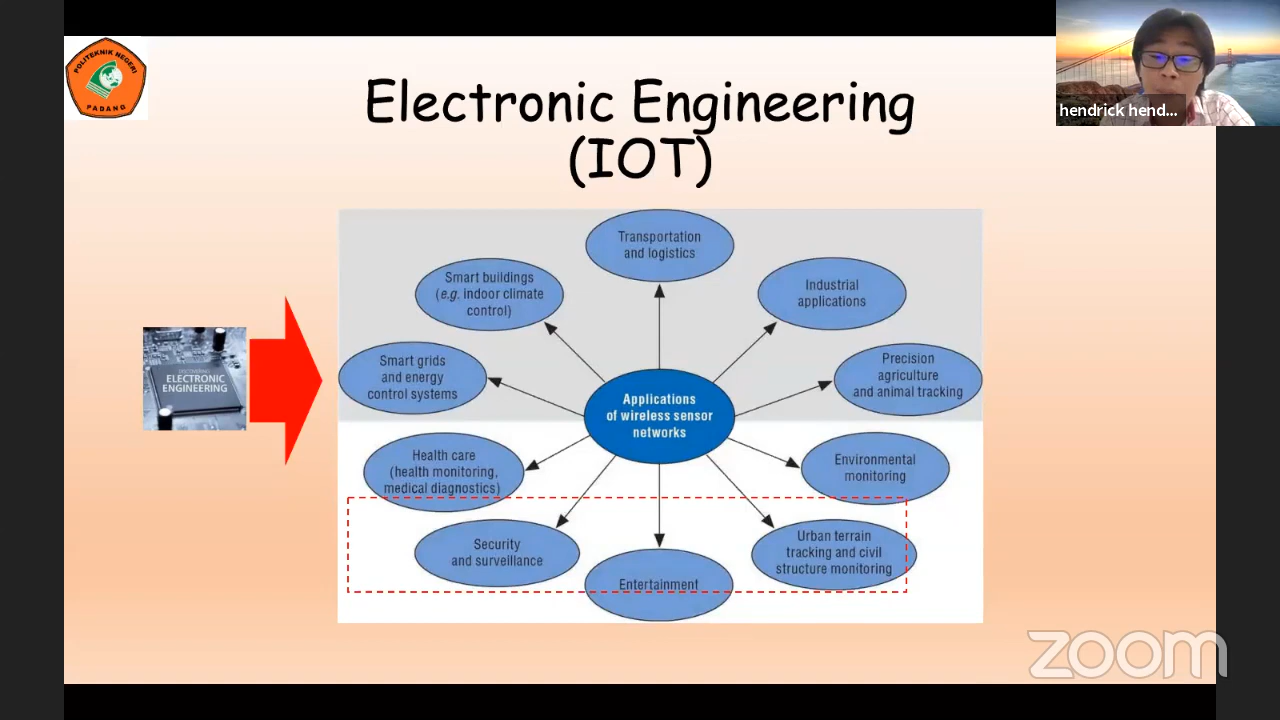 POLITEKNIK NEGERI
PADANG
hendrick hend...
Electronic Engineering
(IOT)
Transportation
and logistics
Smart buildings
(e.g. indoor climate
control)
Industrial
applications
Smart grids
and energy
control systems
Precision
agriculture
and animal tracking
DISCOVERING
ELECTRONIC
ENGINEERING
Applications
of wireless sensor
networks
Health care
(health monitoring,
medical diagnostics)
Environmental
monitoring
Security
and surveillance
Entertainment
Urban terrain
tracking and civil
structure monitoring
zoom